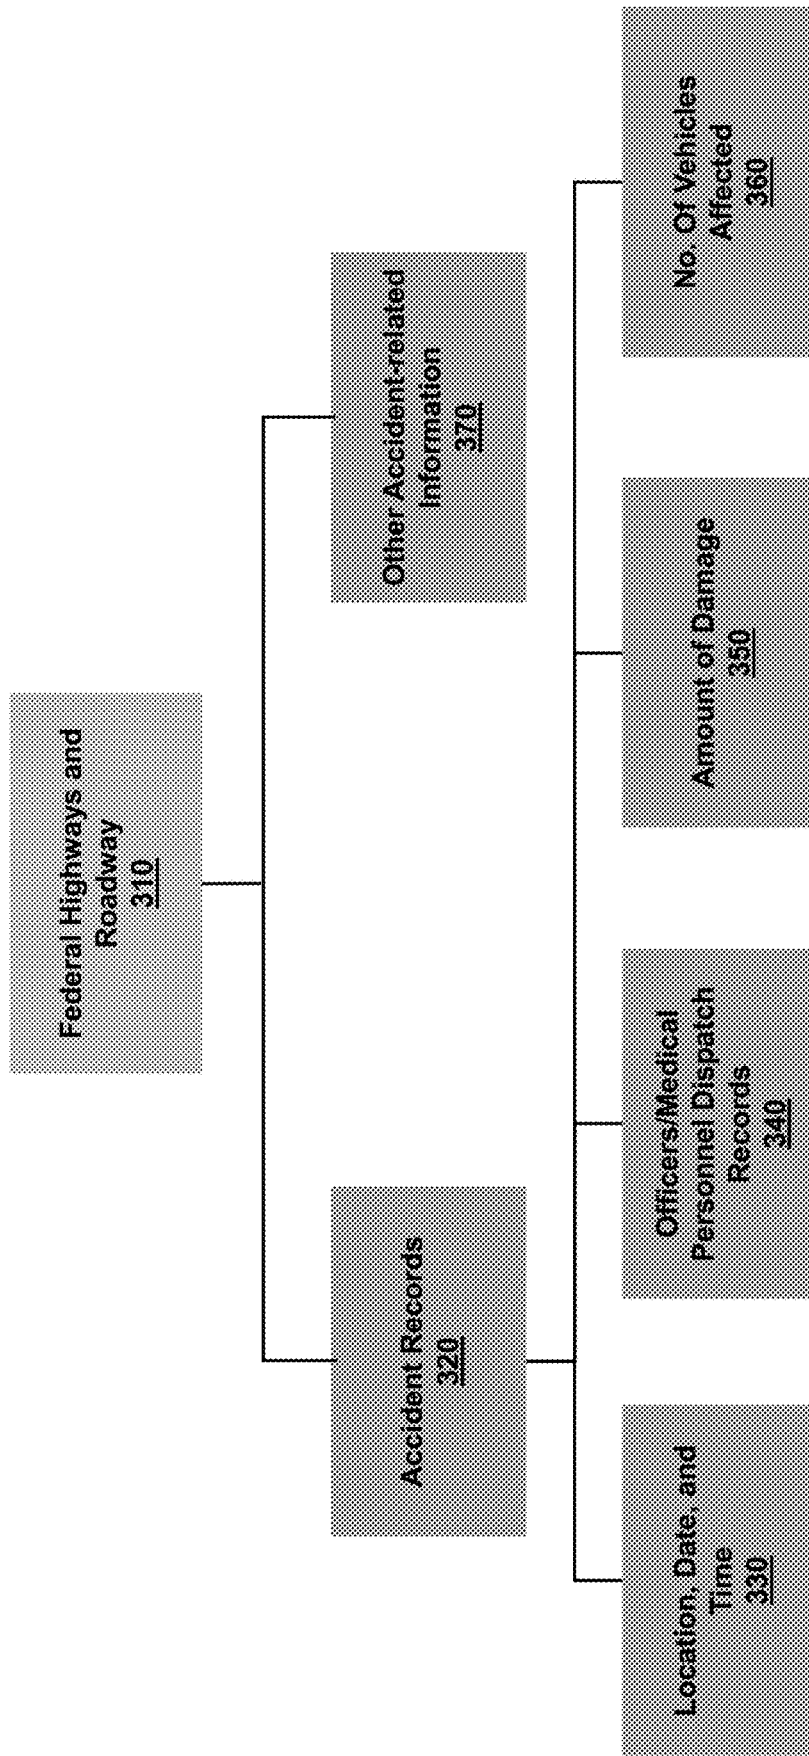 Federal Highways and
Roadway
310
Accident Records
320
Other Accident-related
Information
370
Location, Date, and
Time
330
Officers/Medical
Personnel Dispatch
Records
340
Amount of Damage
350
No. Of Vehicles
Affected
360